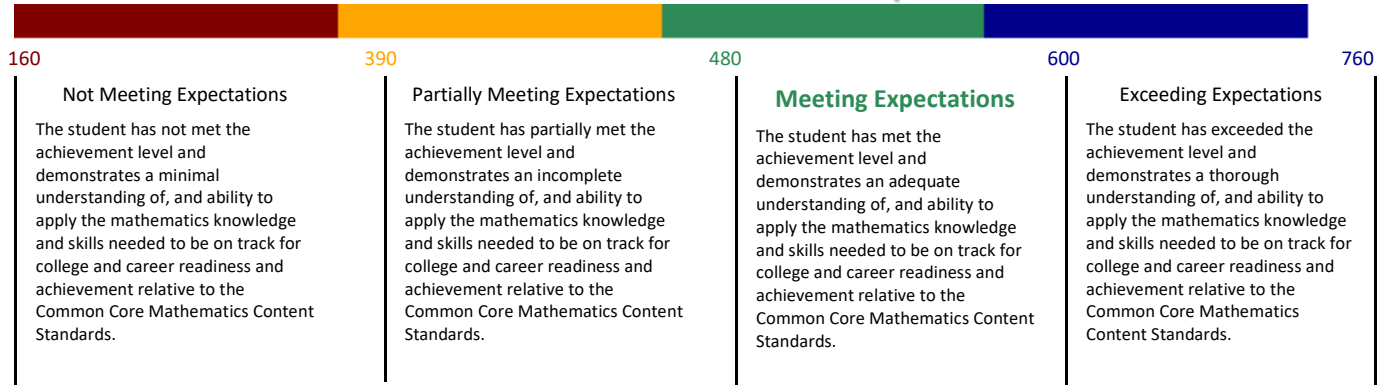 160 390 480 600 760
Not Meeting Expectations
The student has not met the
achievement level and
demonstrates a minimal
understanding of, and ability to
apply the mathematics knowledge
and skills needed to be on track for
college and career readiness and
achievement relative to the
Common Core Mathematics Content
Standards.
Partially Meeting Expectations
The student has partially met the
achievement level and
demonstrates an incomplete
understanding of, and ability to
apply the mathematics knowledge
and skills needed to be on track for
college and career readiness and
achievement relative to the
Common Core Mathematics Content
Standards.
Meeting Expectations
The student has met the
achievement level and
demonstrates an adequate
understanding of, and ability to
apply the mathematics knowledge
and skills needed to be on track for
college and career readiness and
achievement relative to the
Common Core Mathematics Content
Standards.
Exceeding Expectations
The student has exceeded the
achievement level and
demonstrates a thorough
understanding of, and ability to
apply the mathematics knowledge
and skills needed to be on track for
college and career readiness and
achievement relative to the
Common Core Mathematics
Content Standards.